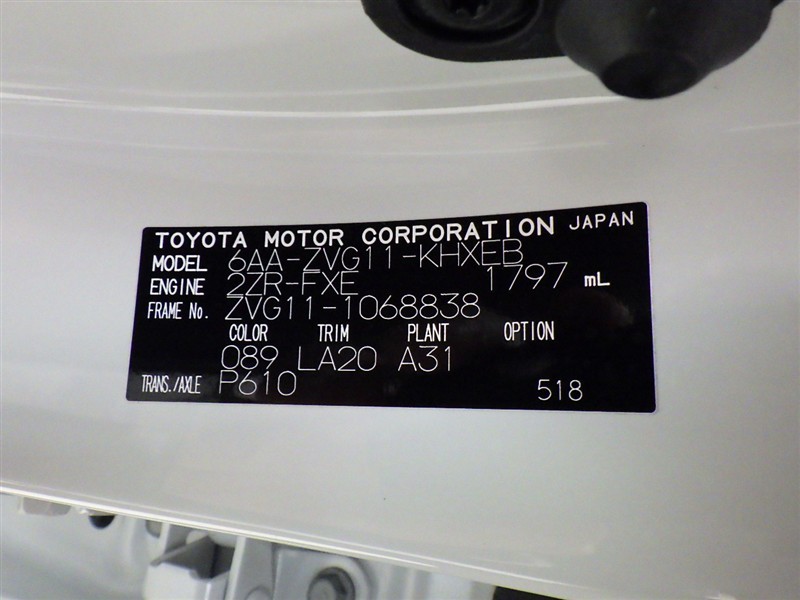 TOYOTA MOTOR CORPORATION JAPAN
MODEL 6AA-ZVG11-KHXEB
ENGINE 2ZR-FXE 1797 mL
FRAME No. ZVG11-1068838
COLOR TRIM PLANT OPTION
089 LA20 A31
TRANS./AXLE P610 518